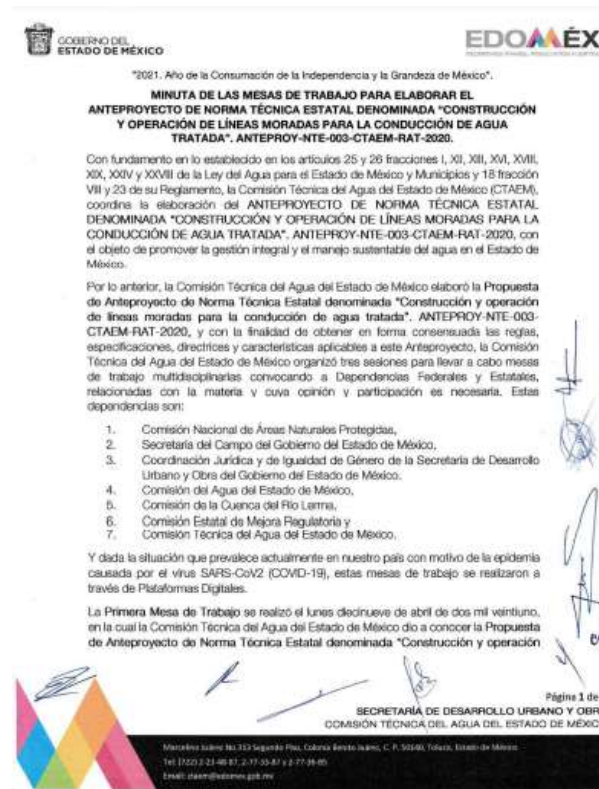 GOBIERNO DEL
ESTADO DE MÉXICO
EDOMÉX
"2021. Año de la Consumación de la Independencia y la Grandeza de México".
MINUTA DE LAS MESAS DE TRABAJO PARA ELABORAR EL
ANTEPROYECTO DE NORMA TÉCNICA ESTATAL DENOMINADA "CONSTRUCCIÓN
Y OPERACIÓN DE LÍNEAS MORADAS PARA LA CONDUCCIÓN DE AGUA
TRATADA". ANTEPROY-NTE-003-CTAEM-RAT-2020.
Con fundamento en lo establecido en los artículos 25 y 26 fracciones I, XII, XIII, XVI, XVIII,
XIX, XXIV y XXVIII de la Ley del Agua para el Estado de México y Municipios y 18 fracción
VIII y 23 de su Reglamento, la Comisión Técnica del Agua del Estado de México (CTAEM),
coordina la elaboración del ANTEPROYECTO DE NORMA TÉCNICA ESTATAL
DENOMINADA "CONSTRUCCIÓN Y OPERACIÓN DE LÍNEAS MORADAS PARA LA
CONDUCCIÓN DE AGUA TRATADA". ANTEPROY-NTE-003-CTAEM-RAT-2020, con
el objeto de promover la gestión integral y el manejo sustentable del agua en el Estado de
México.
Por lo anterior, la Comisión Técnica del Agua del Estado de México elaboró la Propuesta
de Anteproyecto de Norma Técnica Estatal denominada "Construcción y operación
de líneas moradas para la conducción de agua tratada". ANTEPROY-NTE-003-
CTAEM-RAT-2020, y con la finalidad de obtener en forma consensuada las reglas,
especificaciones, directrices y características aplicables a este Anteproyecto, la Comisión
Técnica del Agua del Estado de México organizó tres sesiones para llevar a cabo mesas
de trabajo multidisciplinarias convocando a Dependencias Federales y Estatales,
relacionadas con la materia y cuya opinión y participación es necesaria. Estas
dependencias son:
1. Comisión Nacional de Áreas Naturales Protegidas,
2. Secretaría del Campo del Gobierno del Estado de México,
3. Coordinación Jurídica y de Igualdad de Género de la Secretaría de Desarrollo
Urbano y Obra del Gobierno del Estado de México.
4. Comisión del Agua del Estado de México,
5. Comisión de la Cuenca del Río Lerma,
6. Comisión Estatal de Mejora Regulatoria y
7. Comisión Técnica del Agua del Estado de México.
Y dada la situación que prevalece actualmente en nuestro país con motivo de la epidemia
causada por el virus SARS-CoV2 (COVID-19), estas mesas de trabajo se realizaron a
través de Plataformas Digitales.
La Primera Mesa de Trabajo se realizó el lunes diecinueve de abril de dos mil veintiuno,
en la cual la Comisión Técnica del Agua del Estado de México dio a conocer la Propuesta
de Anteproyecto de Norma Técnica Estatal denominada "Construcción y operación
Página 1 de
SECRETARÍA DE DESARROLLO URBANO Y OBR
COMISIÓN TÉCNICA DEL AGUA DEL ESTADO DE MÉXIC
Segundo Piso, Colonia Benito Juárez, C. P. 50160, Toluca, Estado de México